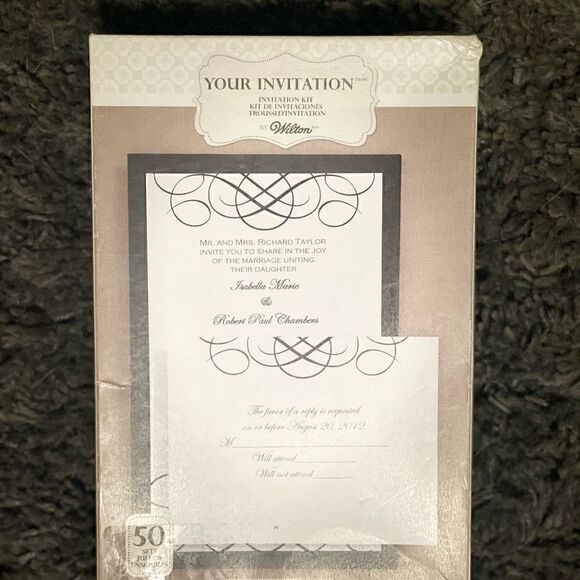 YOUR INVITATION
INVITATION KIT
KIT DE INVITACIONES
TROUSSED'INVITATION
BY Wilton
MR. AND MRS. RICHARD TAYLOR
INVITE YOU TO SHARE IN THE JOY
OF THE MARRIAGE UNITING
THEIR DAUGHTER
Isabella Marie
&
Robert Paul Chambers
The favor of a reply is requested
on or before August 20, 2012
M
Will attend
Will not attend
50
SETS
JUEGOS
ENSEMBLES